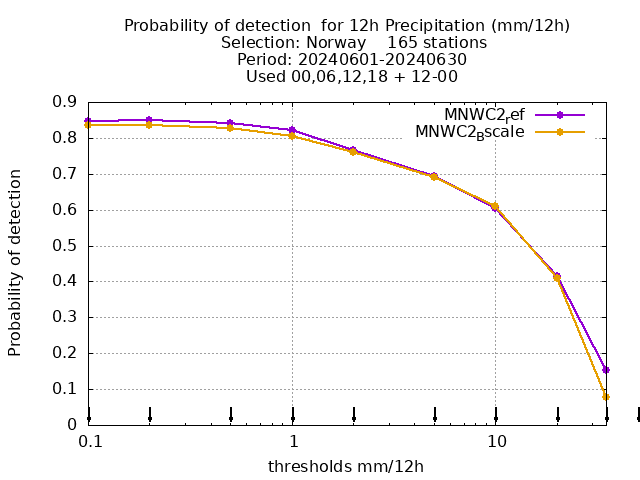 Probability of detection  for 12h Precipitation (mm/12h)
Selection: Norway    165 stations
Period: 20240601-20240630
Used 00,06,12,18 + 12-00
MNWC2_ref
MNWC2_Bscale
0.9
0.8
0.7
0.6
0.5
0.4
0.3
0.2
0.1
0
Probability of detection
0.1
1
10
thresholds mm/12h